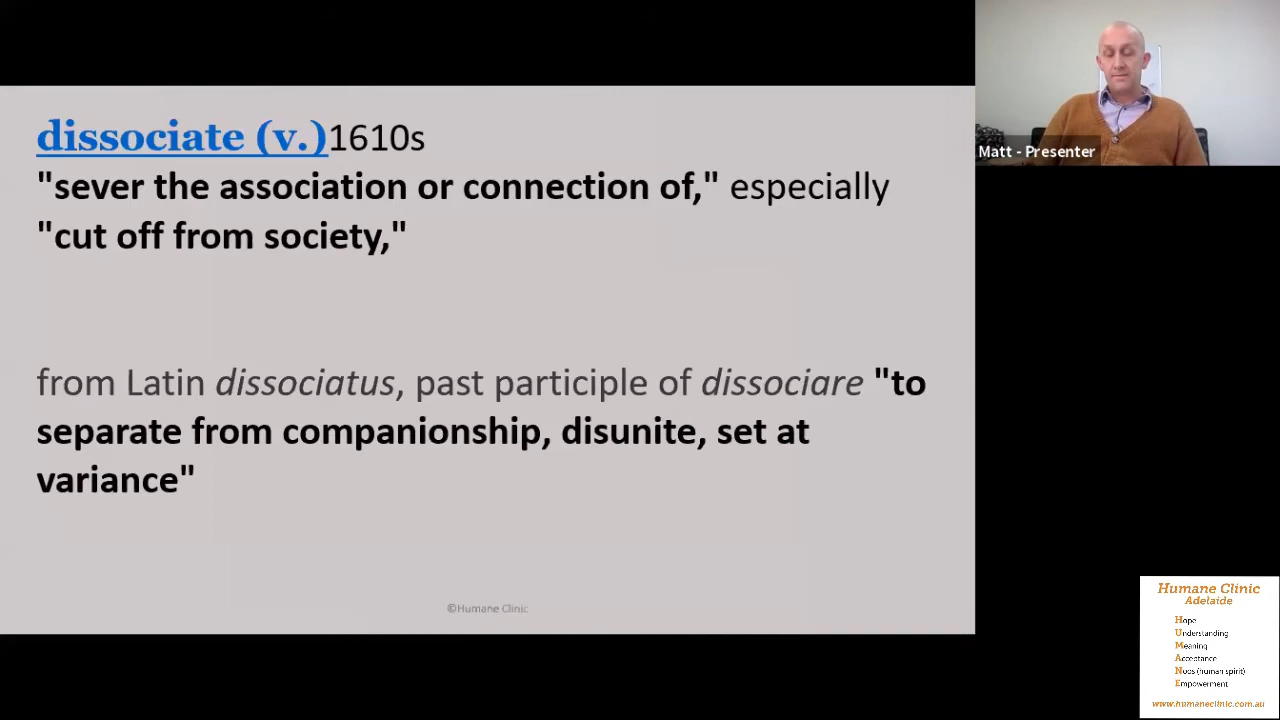 dissociate (v.)1610s
"sever the association or connection of," especially
"cut off from society,"
from Latin dissociatus, past participle of dissociare "to
separate from companionship, disunite, set at
variance"
©Humane Clinic
Matt - Presenter
Humane Clinic
Adelaide
Hope
Understanding
Meaning
Acceptance
Noos (human spirit)
Empowerment
www.humaneclinic.com.au